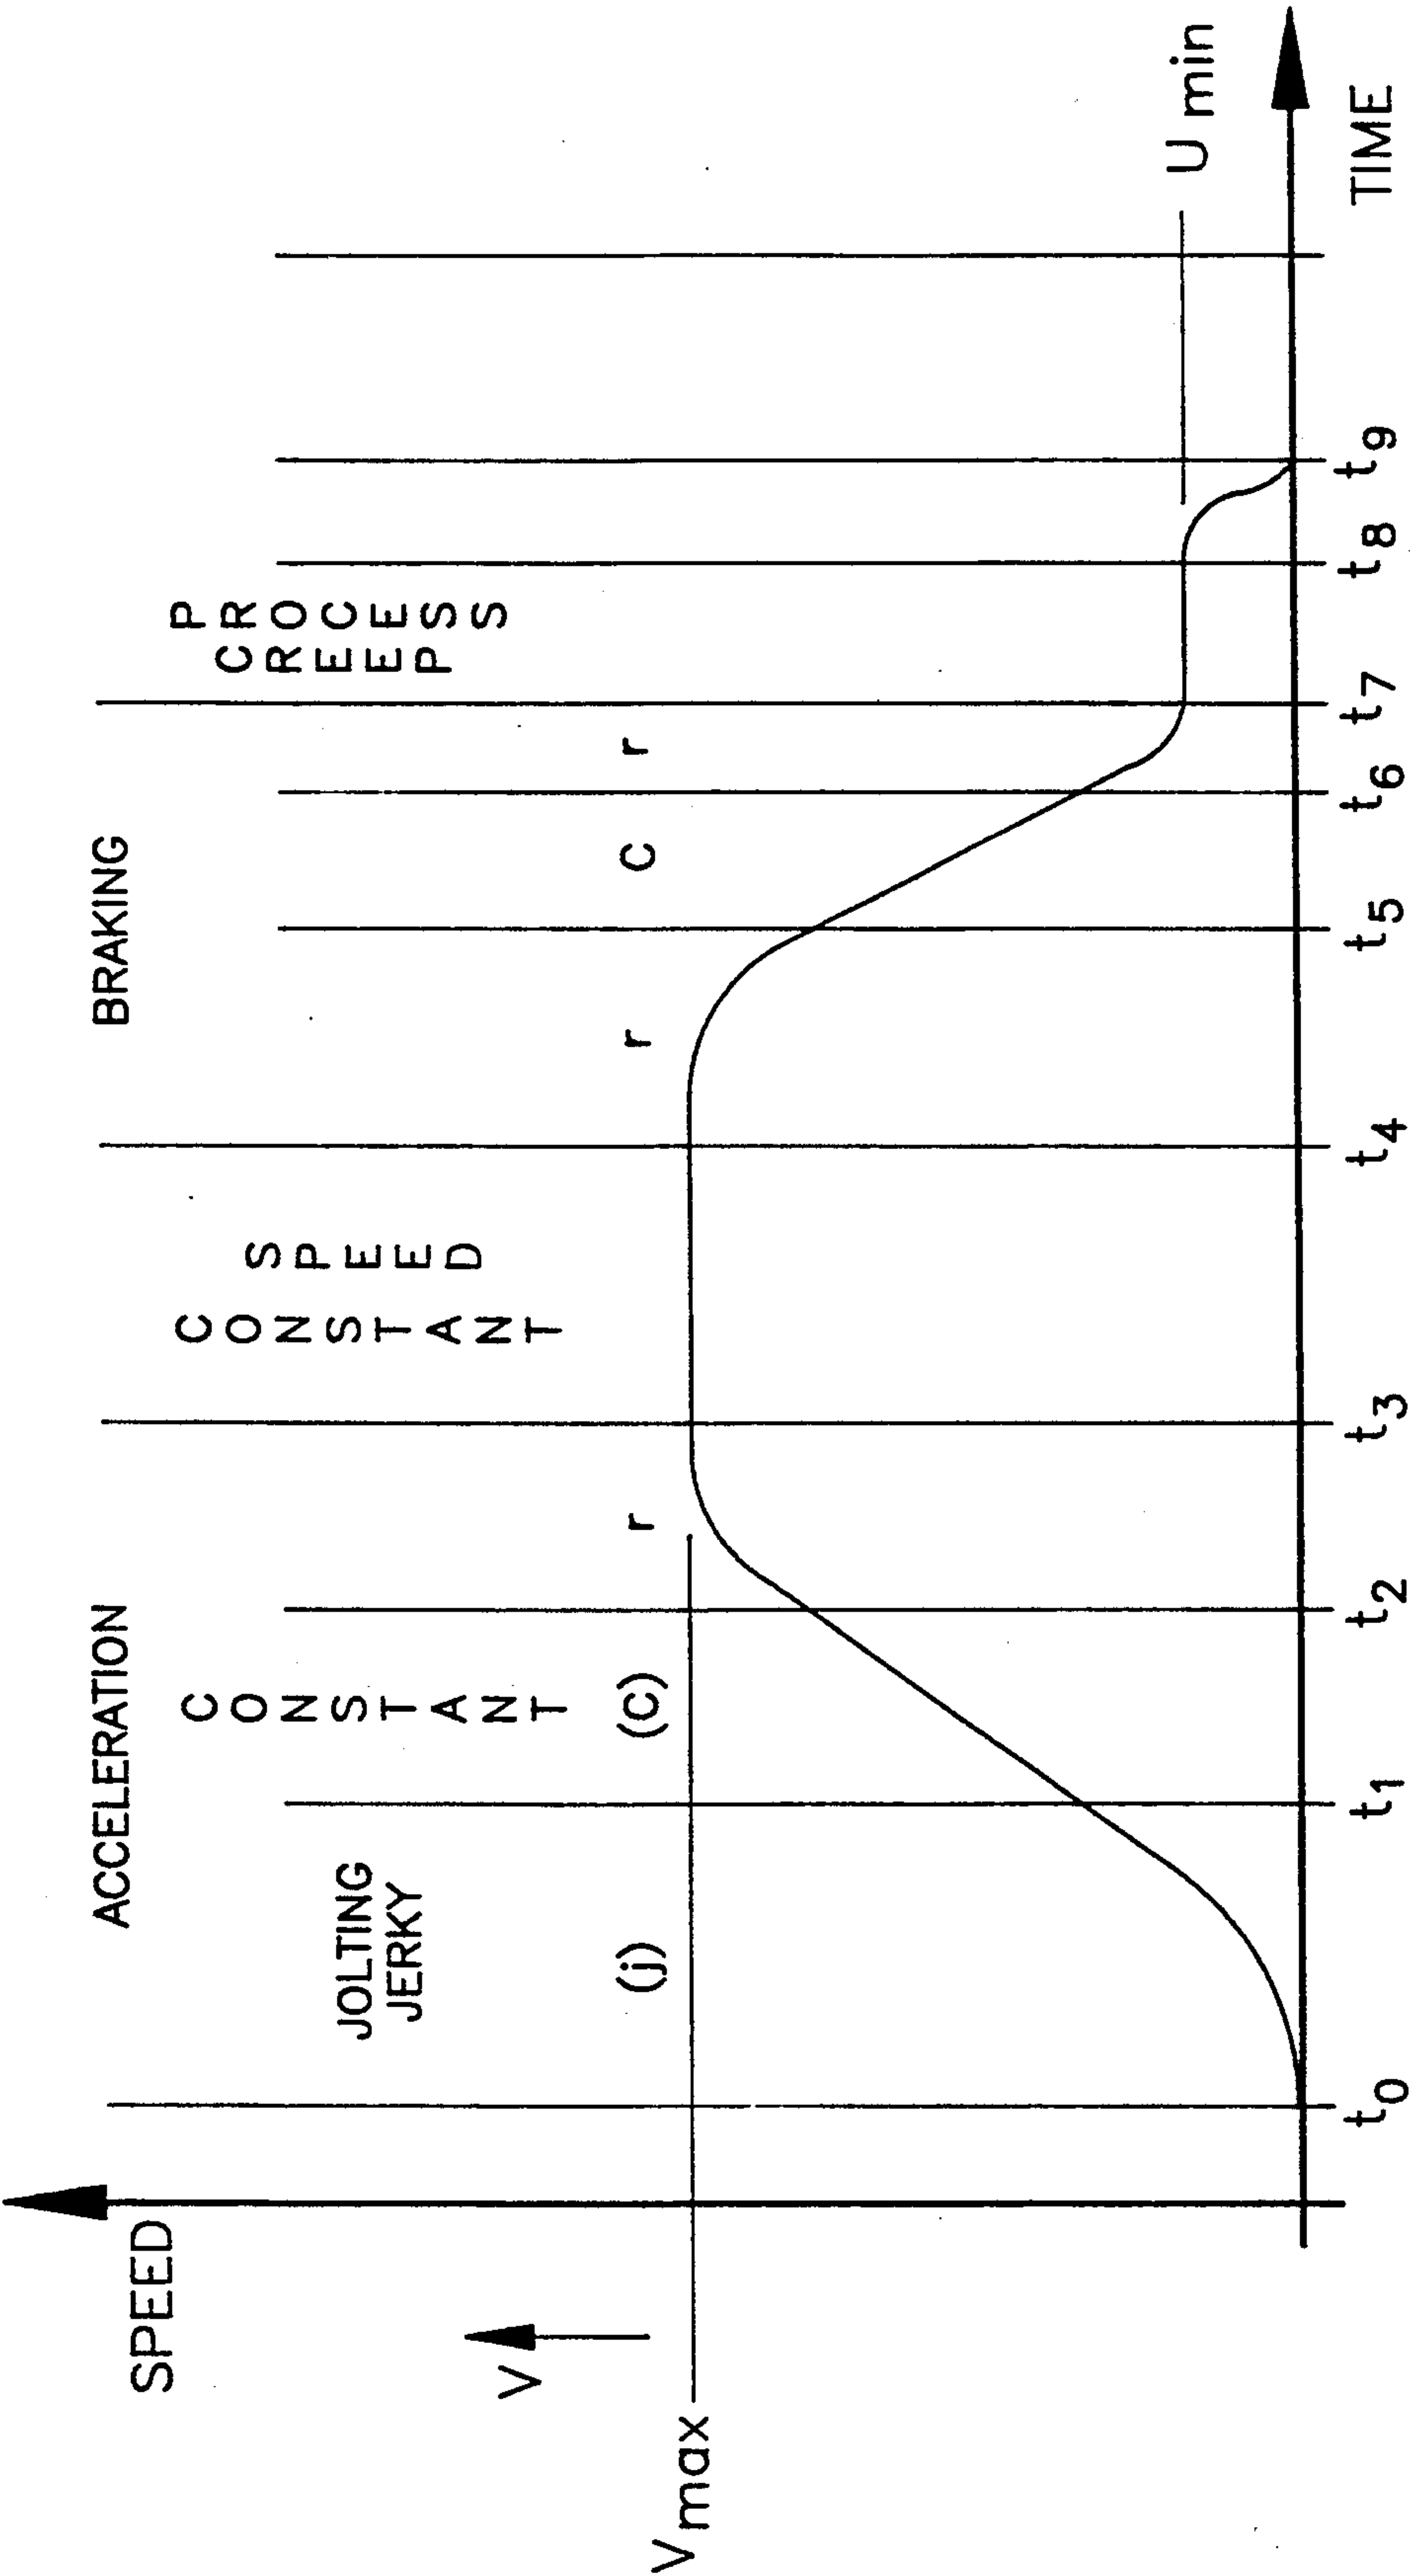 SPEED
ACCELERATION
BRAKING
V
JOLTING
JERKY
CONSTANT
CONSTANT
SPEED
CREEP
PROCESS
(j)
(C)
r
r
C
r
Vmax
U min
t0
t1
t2
t3
t4
t5
t6
t7
t8
t9
TIME